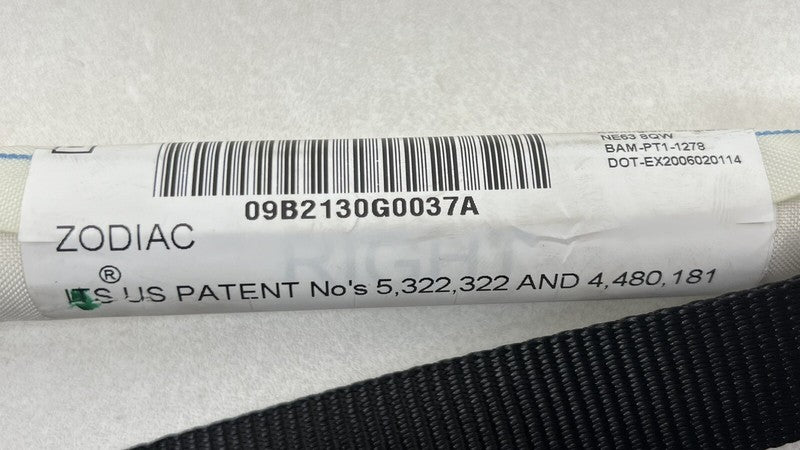 NE63 8QW
BAM-PT1-1278
DOT-EX2006020114
09B2130G0037A
ZODIAC
RIGHT
®
ITS US PATENT No's 5,322,322 AND 4,480,181